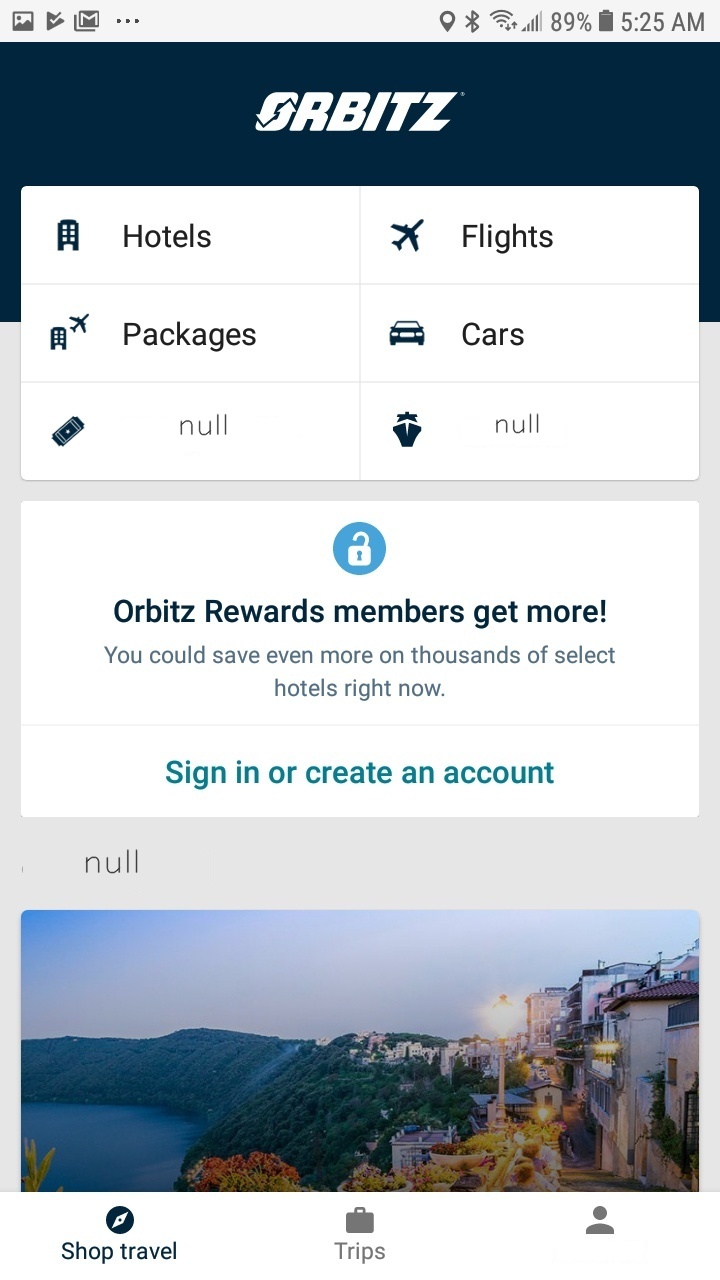 89% 5:25 AM
ORBITZ
Hotels
Flights
Packages
Cars
null
null
Orbitz Rewards members get more!
You could save even more on thousands of select
hotels right now.
Sign in or create an account
null
Shop travel
Trips